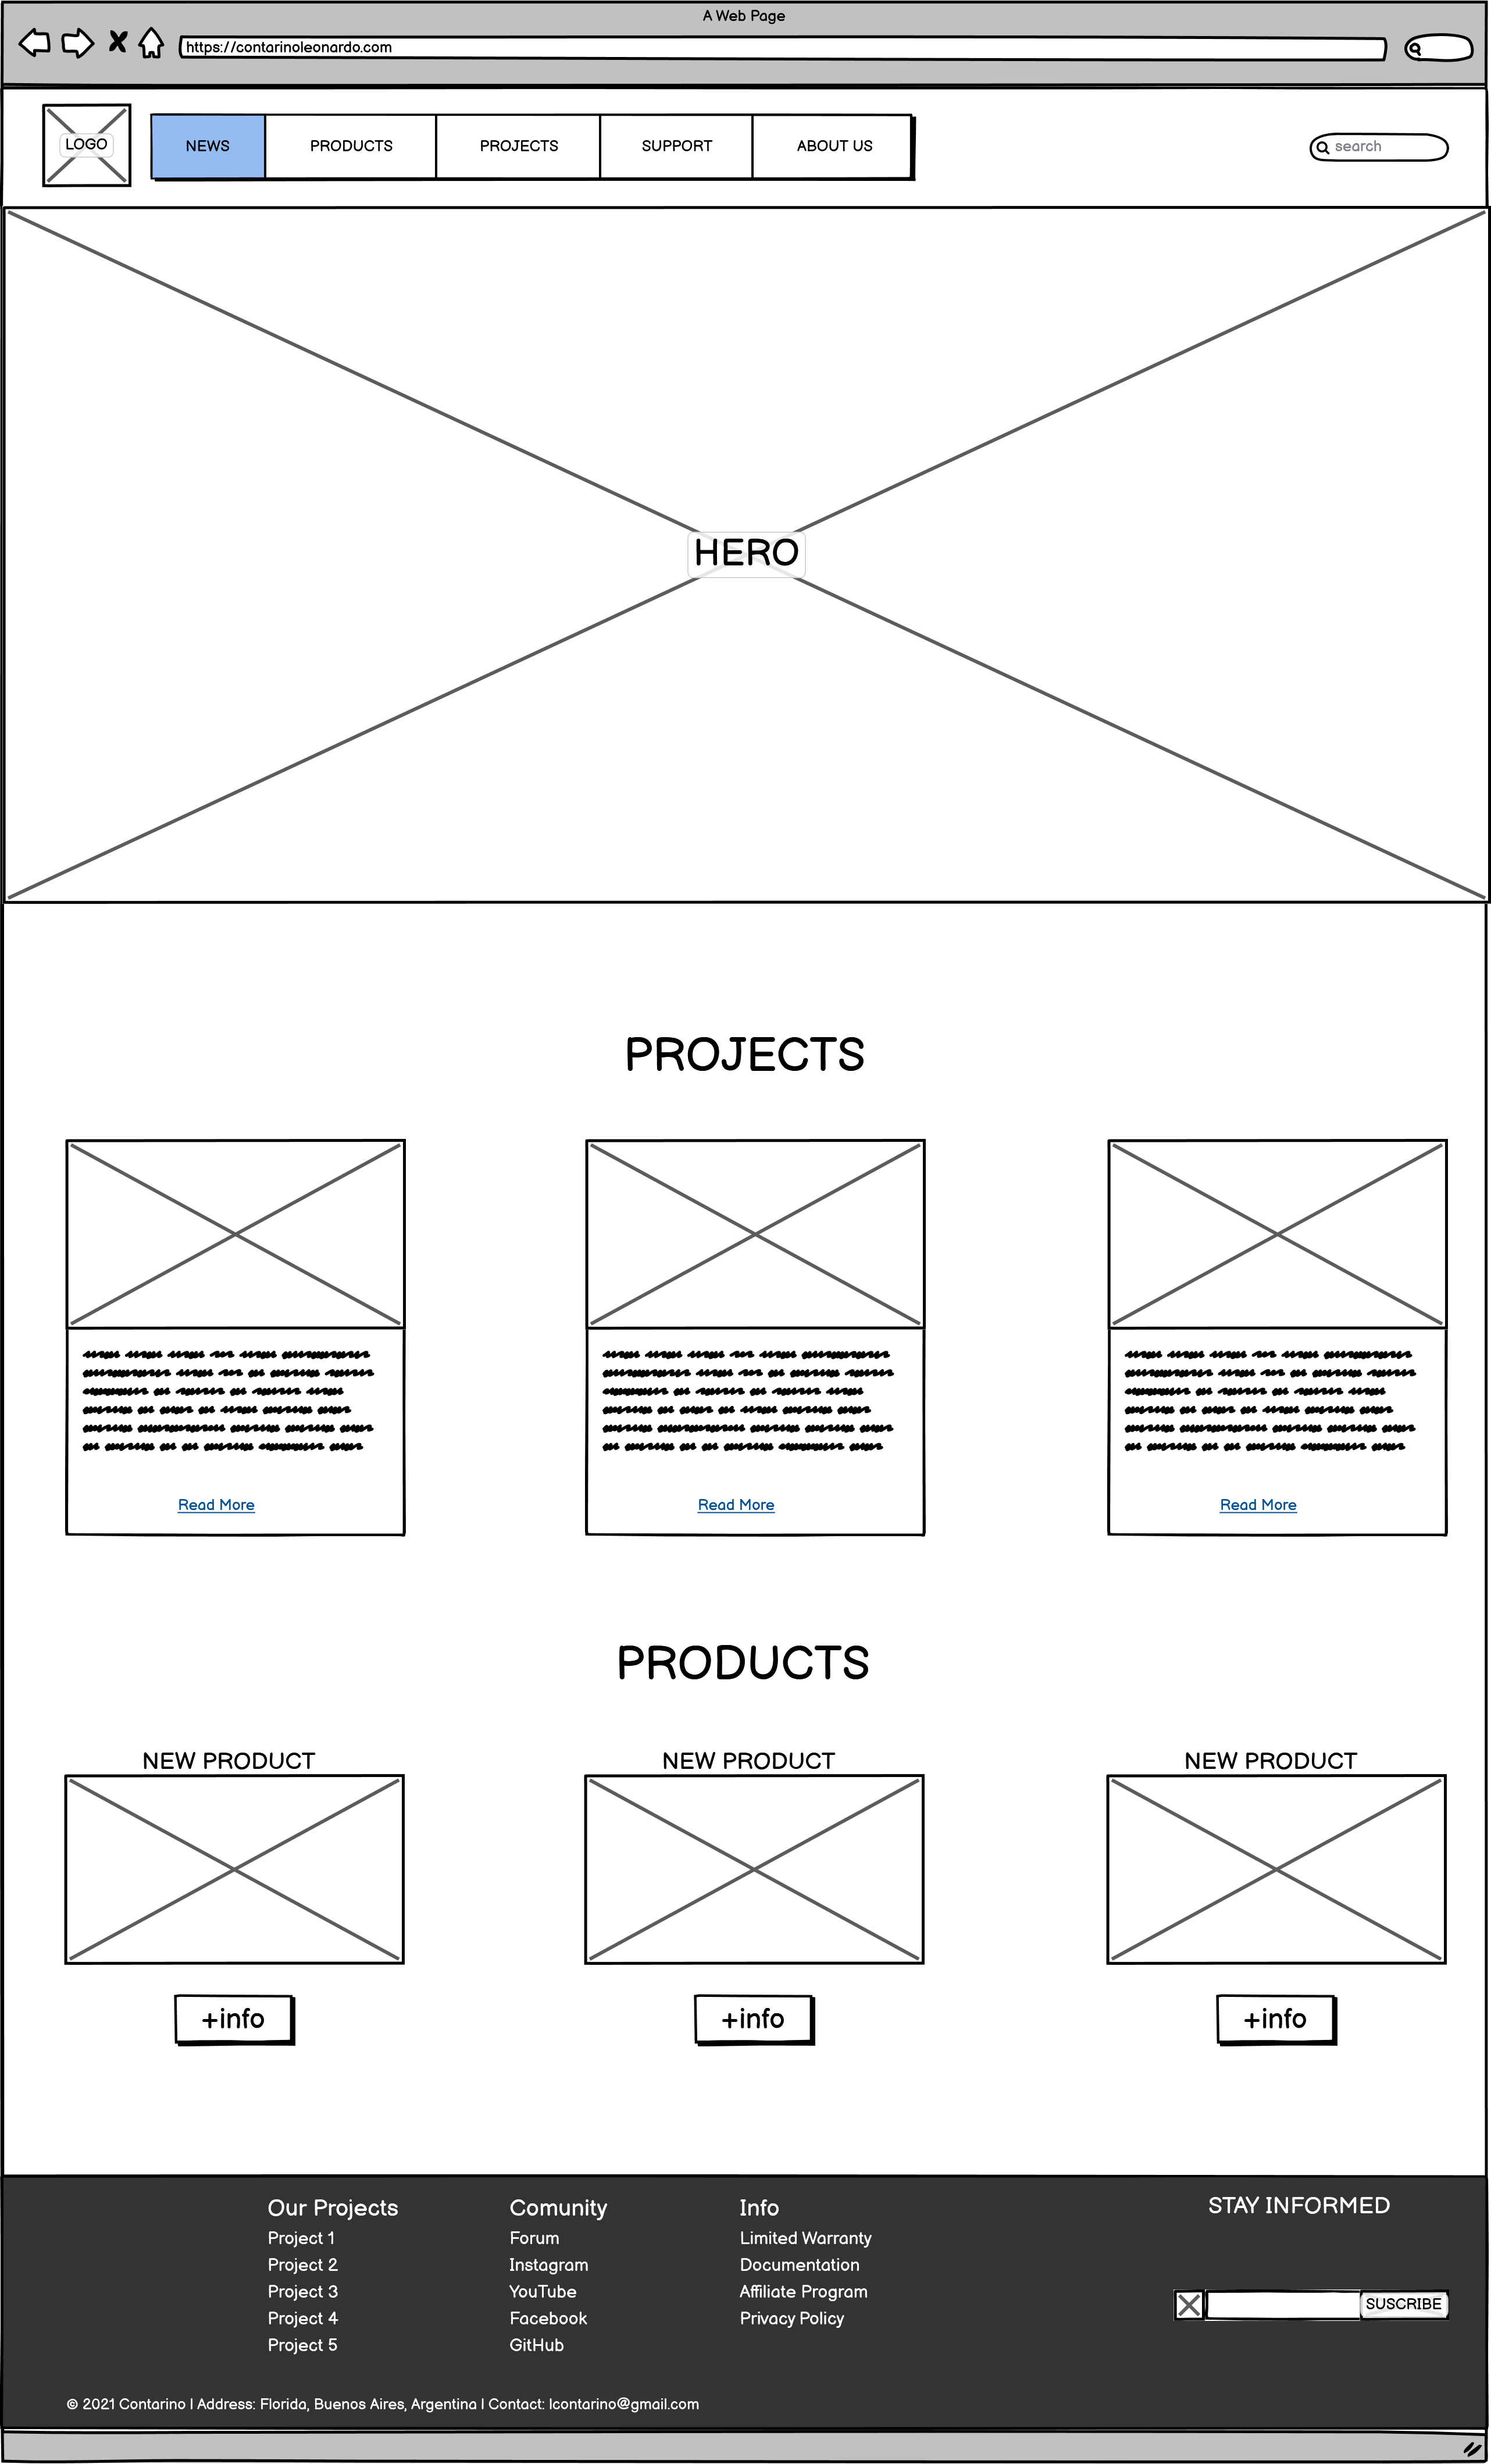 A Web Page
https://contarinoleonardo.com
LOGO
NEWS PRODUCTS PROJECTS SUPPORT ABOUT US
search
HERO
PROJECTS
Read More Read More Read More
PRODUCTS
NEW PRODUCT NEW PRODUCT NEW PRODUCT
+info +info +info
Our Projects
Project 1
Project 2
Project 3
Project 4
Project 5
Comunity
Forum
Instagram
YouTube
Facebook
GitHub
Info
Limited Warranty
Documentation
Affiliate Program
Privacy Policy
STAY INFORMED
SUSCRIBE
© 2021 Contarino | Address: Florida, Buenos Aires, Argentina | Contact: lcontarino@gmail.com